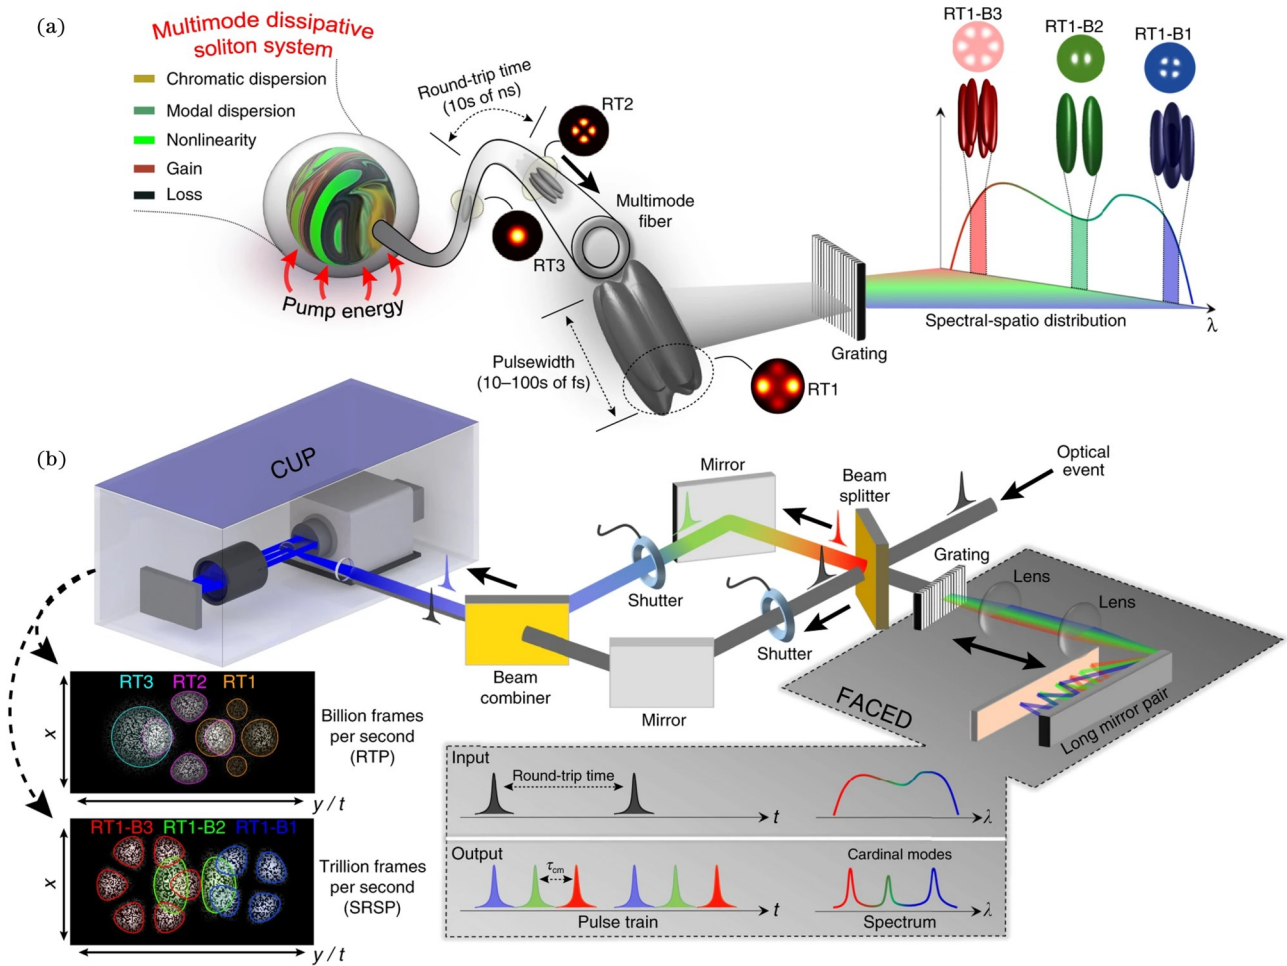 (a)
Multimode dissipative
soliton system
Chromatic dispersion
Modal dispersion
Nonlinearity
Gain
Loss
Pump energy
Round-trip time
(10s of ns)
RT2
RT3
Multimode
fiber
Pulsewidth
(10–100s of fs)
RT1
Grating
RT1-B3
RT1-B2
RT1-B1
Spectral-spatio distribution
λ
(b)
CUP
Mirror
Beam
splitter
Optical
event
Shutter
Grating
Lens
Lens
Shutter
Beam
combiner
Mirror
FACED
Long mirror pair
RT3 RT2 RT1
x
y / t
Billion frames
per second
(RTP)
RT1-B3 RT1-B2 RT1-B1
x
y / t
Trillion frames
per second
(SRSP)
Input
Round-trip time
t
λ
Output
τcm
Pulse train
t
Cardinal modes
Spectrum
λ